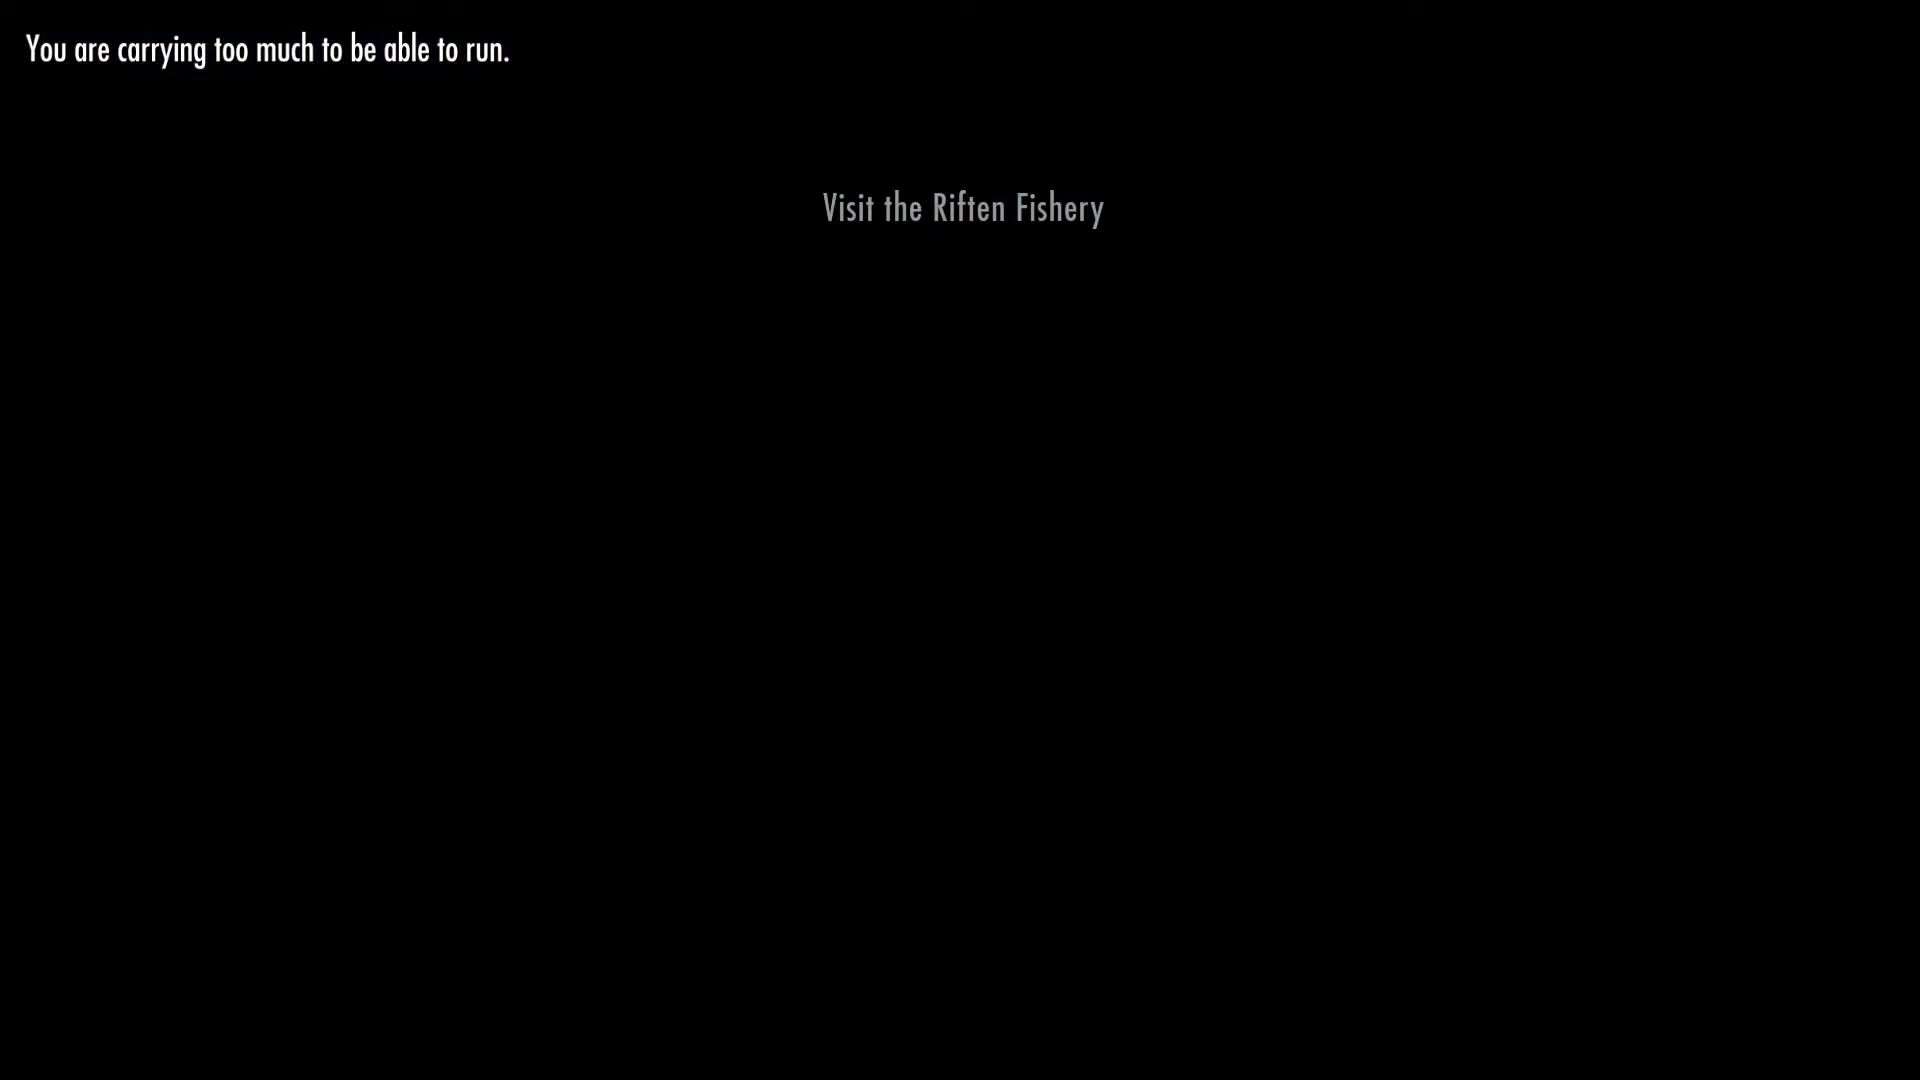 You are carrying too much to be able to run.
Visit the Riften Fishery